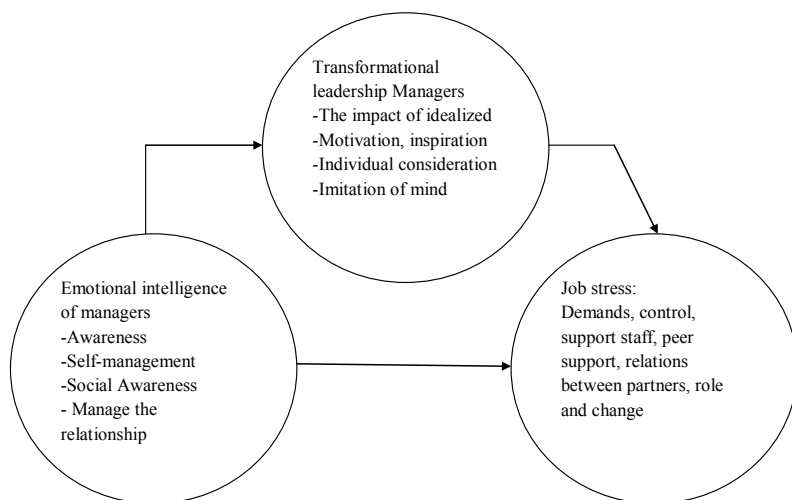 Transformational
leadership Managers
-The impact of idealized
-Motivation, inspiration
-Individual consideration
-Imitation of mind
Emotional intelligence
of managers
-Awareness
-Self-management
-Social Awareness
- Manage the
relationship
Job stress:
Demands, control,
support staff, peer
support, relations
between partners, role
and change